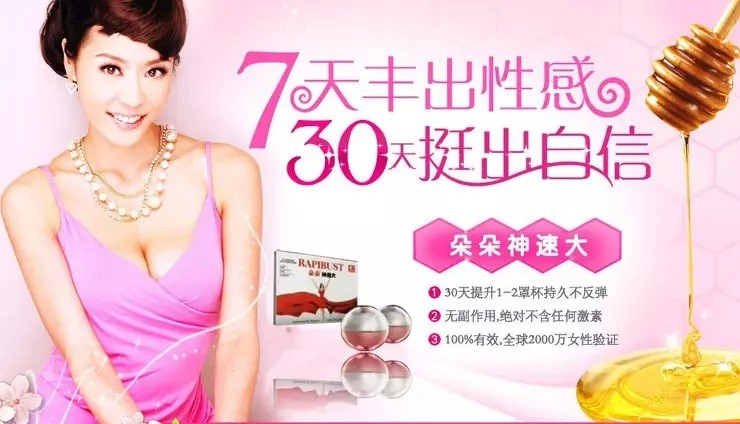 7天丰出性感
30天挺出自信
朵朵神速大
RAPIBUST
朵朵 神速大
1 30天提升1-2罩杯持久不反弹
2 无副作用,绝对不含任何激素
3 100%有效,全球2000万女性验证